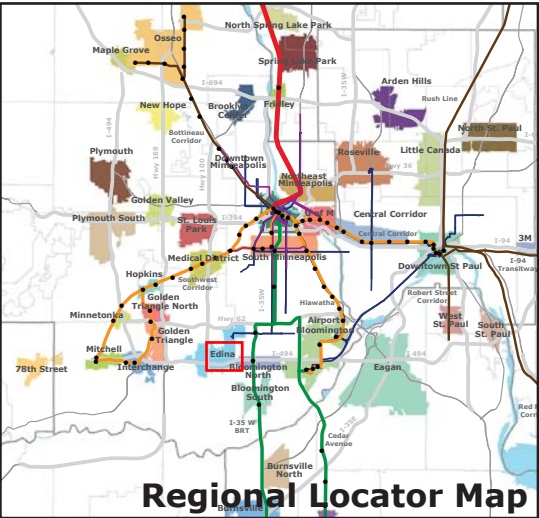 North Spring Lake Park
Osseo
Maple Grove
Spring Lake Park
I-694
I-35W
Arden Hills
Rush Line
New Hope
Brooklyn
Center
Fridley
I-494
Bottineau
Corridor
North St. Paul
Plymouth
Hwy 169
Hwy 100
Downtown
Minneapolis
Roseville
Little Canada
Hwy 36
Northeast
Minneapolis
Golden Valley
Plymouth South
St. Louis
Park
I-394
U of M
Central Corridor
Central Corridor
I-94
3M
Medical District
South Minneapolis
Downtown St Paul
I-94
Transitway
Hopkins
Southwest
Corridor
Golden
Triangle North
I-35W
Hiawatha
Robert Street
Corridor
Minnetonka
Hwy 62
Airport
Bloomington
West
St. Paul
South
St. Paul
Golden
Triangle
Mitchell
Edina
I-494
I-494
78th Street
Interchange
Bloomington
North
Eagan
Bloomington
South
I-35 W
BRT
I-35E
Cedar
Avenue
Red
Corr
Burnsville
North
Regional Locator Map
Burnsville